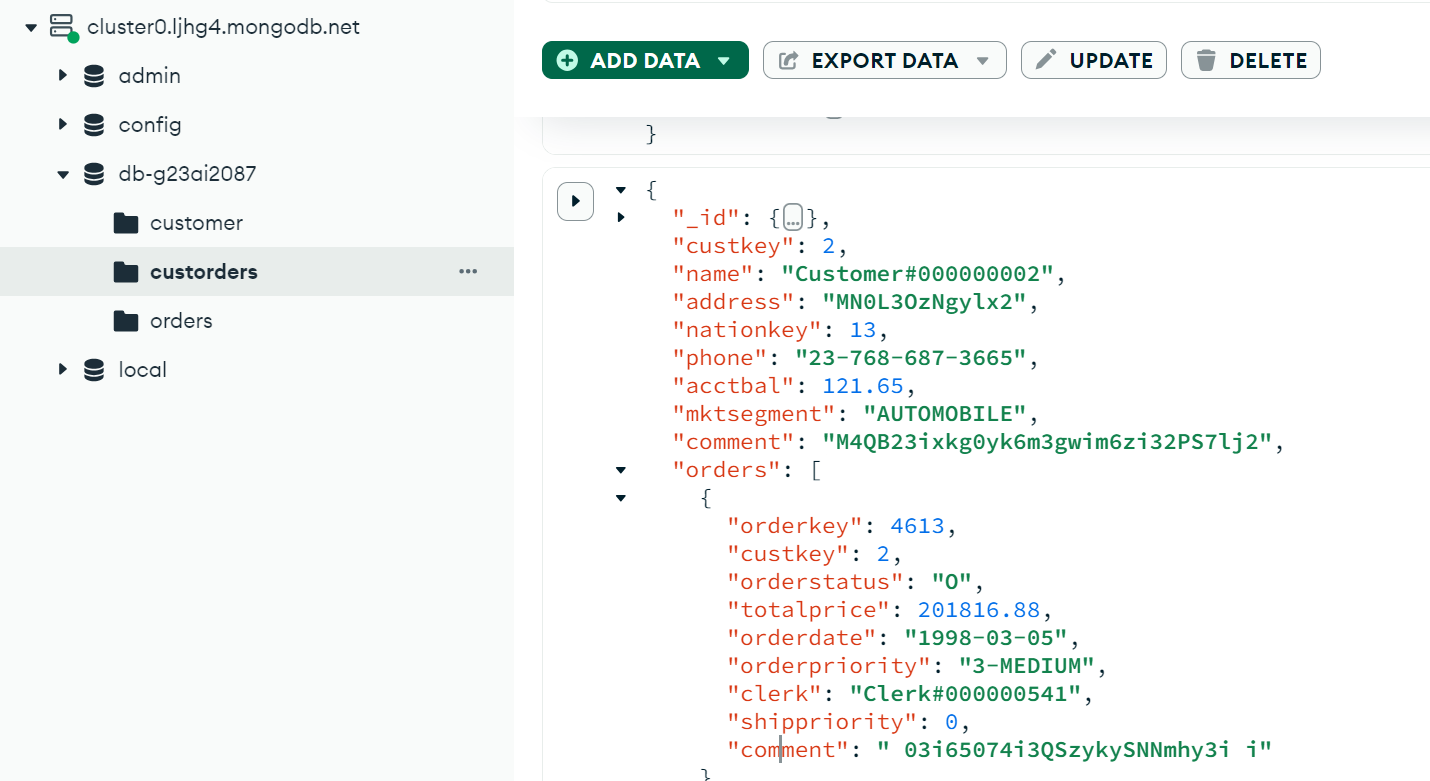 cluster0.ljhg4.mongodb.net
admin
config
db-g23ai2087
customer
custorders
orders
local
ADD DATA
EXPORT DATA
UPDATE
DELETE
}
{
"_id": {…},
"custkey": 2,
"name": "Customer#000000002",
"address": "MN0L3OzNgylx2",
"nationkey": 13,
"phone": "23-768-687-3665",
"acctbal": 121.65,
"mktsegment": "AUTOMOBILE",
"comment": "M4QB23ixkg0yk6m3gwim6zi32PS7lj2",
"orders": [
{
"orderkey": 4613,
"custkey": 2,
"orderstatus": "O",
"totalprice": 201816.88,
"orderdate": "1998-03-05",
"orderpriority": "3-MEDIUM",
"clerk": "Clerk#000000541",
"shippriority": 0,
"comment": " 03i65074i3QSzykySNNmhy3i i"
}